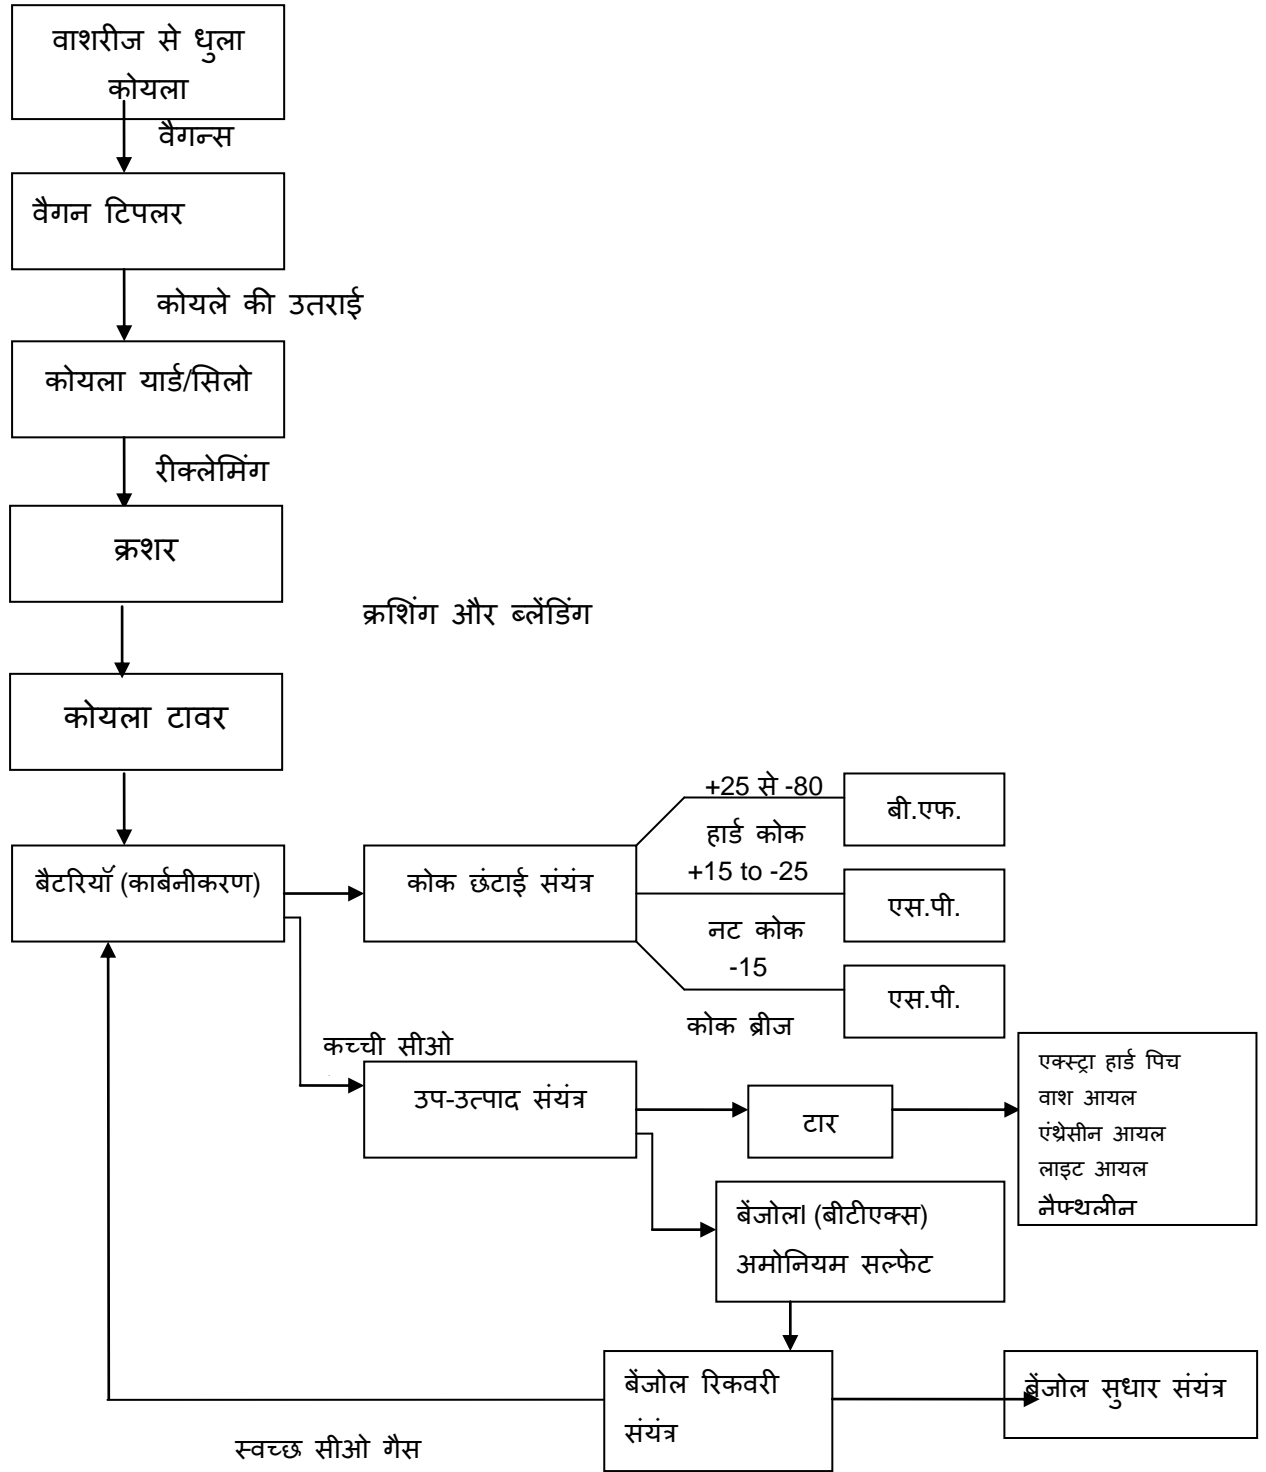 वाशरीज से धुला
कोयला
वैगन्स
वैगन टिपलर
कोयले की उतराई
कोयला यार्ड/सिलो
रीक्लेमिंग
क्रशर
क्रशिंग और ब्लेंडिंग
कोयला टावर
बैटरियॉं (कार्बनीकरण)
कोक छंटाई संयंत्र
+25 से -80
हार्ड कोक
बी.एफ.
+15 to -25
नट कोक
एस.पी.
-15
कोक ब्रीज
एस.पी.
कच्ची सीओ
उप-उत्पाद संयंत्र
टार
एक्स्ट्रा हार्ड पिच
वाश आयल
एंथ्रेसीन आयल
लाइट आयल
नैफ्थलीन
बेंजोलl (बीटीएक्स)
अमोनियम सल्फेट
बेंजोल रिकवरी
संयंत्र
बेंजोल सुधार संयंत्र
स्वच्छ सीओ गैस